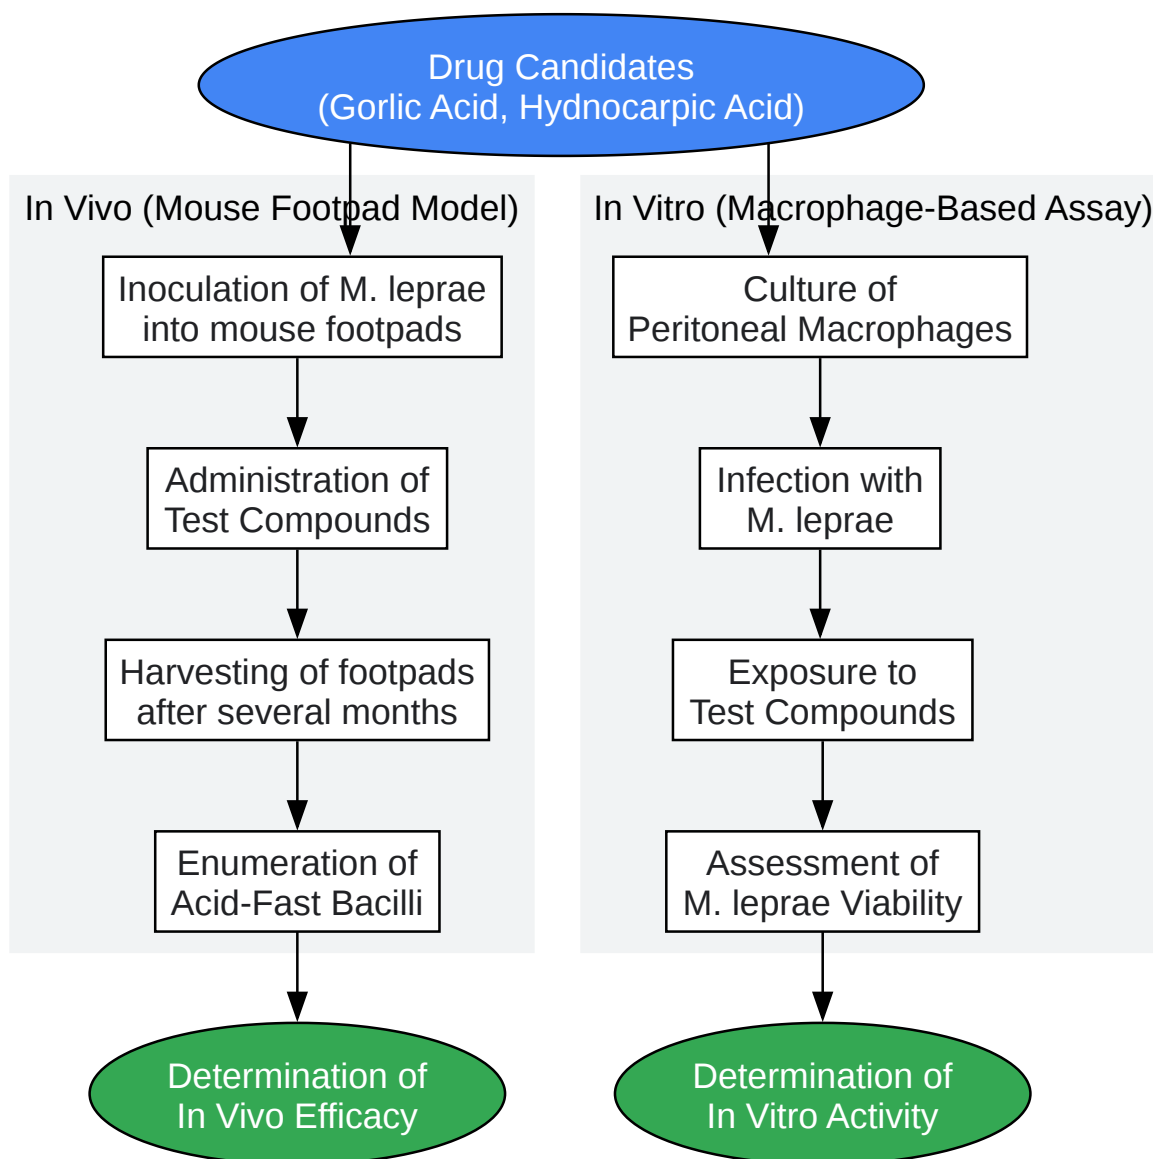 Drug Candidates
(Gorlic Acid, Hydnocarpic Acid)
In Vivo (Mouse Footpad Model)
Inoculation of M. leprae
into mouse footpads
Administration of
Test Compounds
Harvesting of footpads
after several months
Enumeration of
Acid-Fast Bacilli
Determination of
In Vivo Efficacy
In Vitro (Macrophage-Based Assay)
Culture of
Peritoneal Macrophages
Infection with
M. leprae
Exposure to
Test Compounds
Assessment of
M. leprae Viability
Determination of
In Vitro Activity